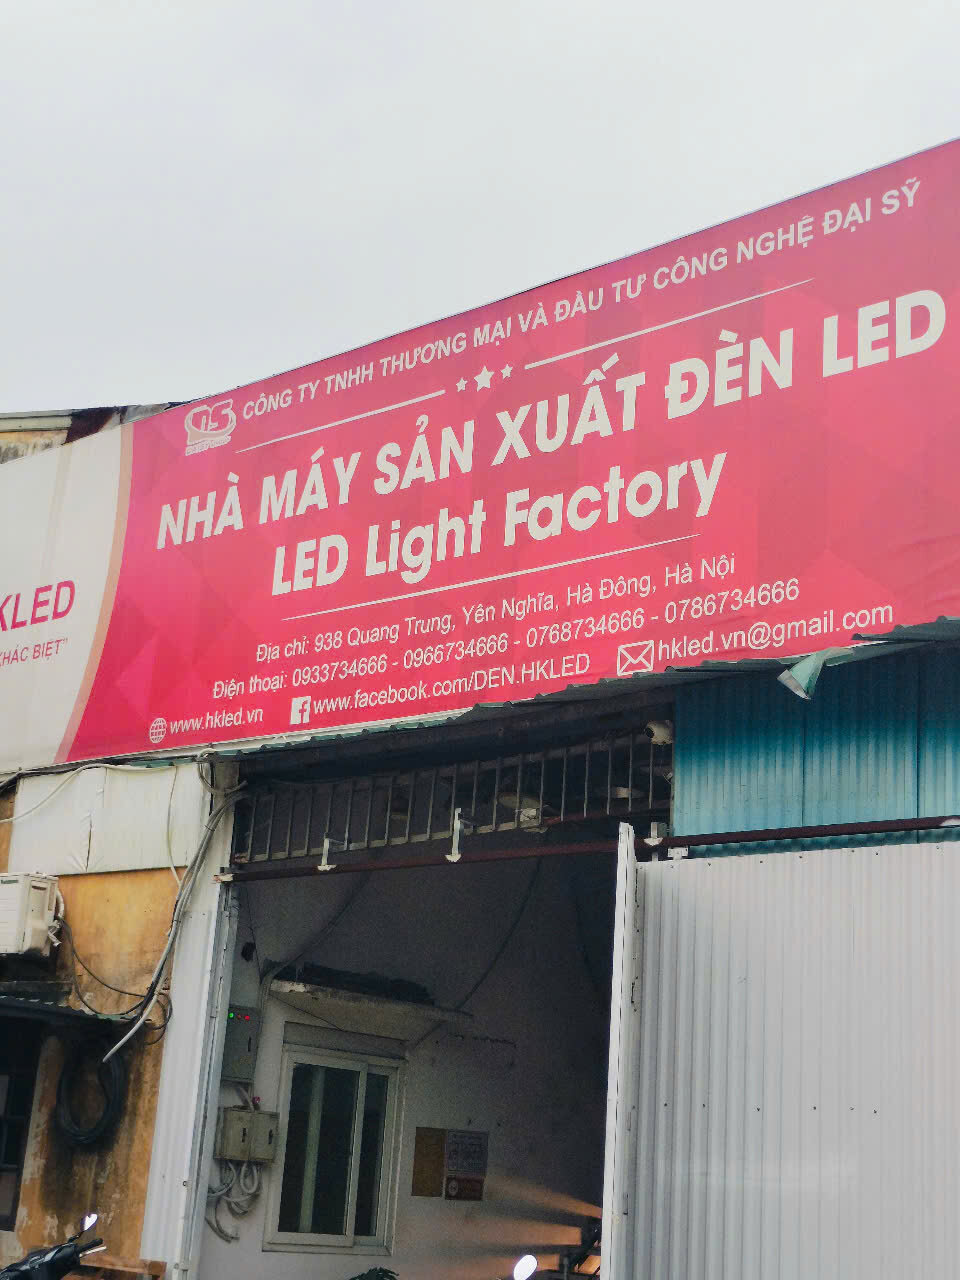 CÔNG TY TNHH THƯƠNG MẠI VÀ ĐẦU TƯ CÔNG NGHỆ ĐẠI SỸ
NHÀ MÁY SẢN XUẤT ĐÈN LED
LED Light Factory
Địa chỉ: 938 Quang Trung, Yên Nghĩa, Hà Đông, Hà Nội
Điện thoại: 0933734666 - 0966734666 - 0768734666 - 0786734666
www.hkled.vn www.facebook.com/DEN.HKLED hkled.vn@gmail.com
KLED
KHÁC BIỆT"